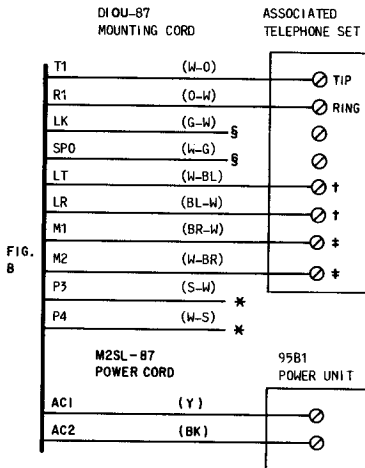 DIOU-87 ASSOCIATED
MOUNTING CORD TELEPHONE SET
T1 (W-O) TIP
R1 (O-W) RING
LK (G-W) §
SPO (W-G) §
LT (W-BL) †
LR (BL-W) †
M1 (BR-W) ‡
FIG.
8
M2 (W-BR) ‡
P3 (S-W) *
P4 (W-S) *
M2SL-87 95B1
POWER CORD POWER UNIT
AC1 (Y)
AC2 (BK)